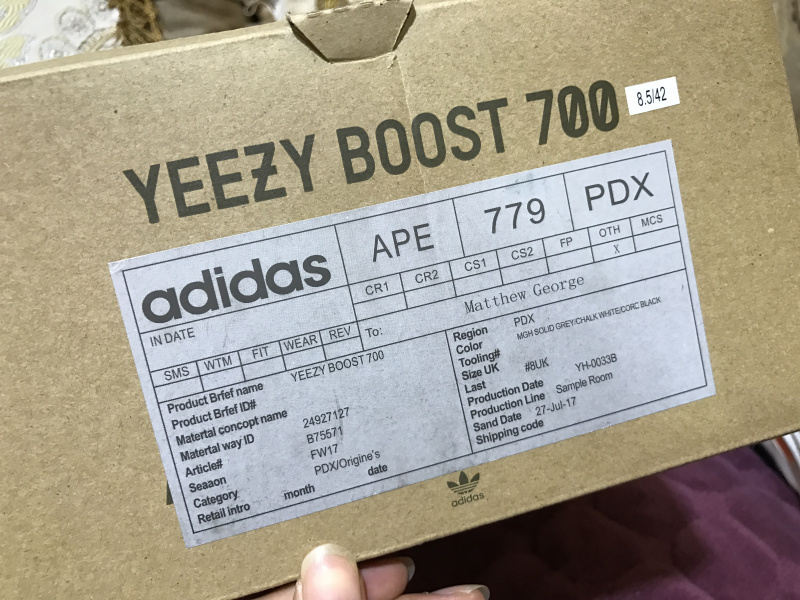 YEEZY BOOST 700
8.5/42
adidas
APE 779 PDX
CR1 CR2 CS1 CS2 FP OTH MCS
X
IN DATE
To: Matthew George
SMS WTM FIT WEAR REV
Product Brfef name YEEZY BOOST 700
Product Brfef ID#
Matertal concopt name 24927127
Matertal way ID B75571
Article# FW17
Seaaon PDX/Origine's
Category
Retail intro month date
Region PDX
Color MGH SOLID GREY/CHALK WHITE/CORC BLACK
Tooling#
Size UK #8UK YH-0033B
Last
Production Date
Production Line Sample Room
Sand Date 27-Jul-17
Shipping code
adidas